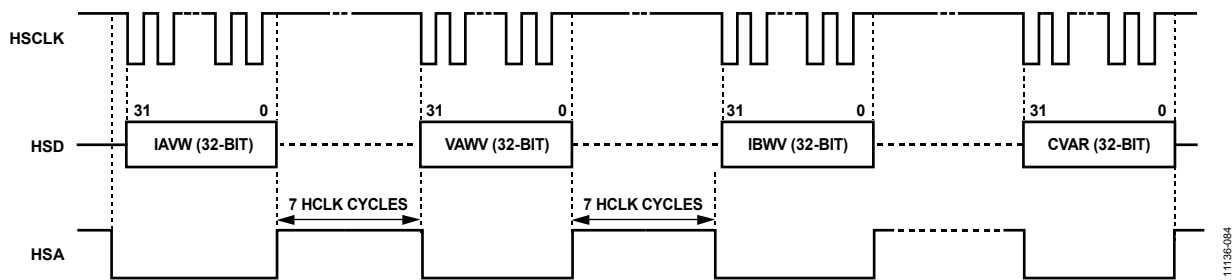 HSCLK
31 0 31 0 31 0 31 0
HSD IAVW (32-BIT) VAWV (32-BIT) IBWV (32-BIT) CVAR (32-BIT)
7 HCLK CYCLES 7 HCLK CYCLES
HSA
11136-084